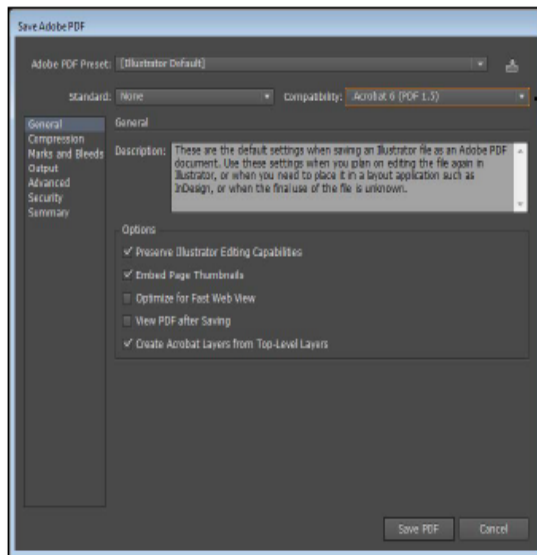 Save Adobe PDF
Adobe PDF Preset: [Illustrator Default]
Standard: None Compatibility: Acrobat 6 (PDF 1.5)
General
Compression
Marks and Bleeds
Output
Advanced
Security
Summary
General
Description: These are the default settings when saving an Illustrator file as an Adobe PDF
document. Use these settings when you plan on editing the file again in
Illustrator, or when you need to place it in a layout application such as
InDesign, or when the final use of the file is unknown.
Options
Preserve Illustrator Editing Capabilities
Embed Page Thumbnails
Optimize for Fast Web View
View PDF after Saving
Create Acrobat Layers from Top-Level Layers
Save PDF Cancel